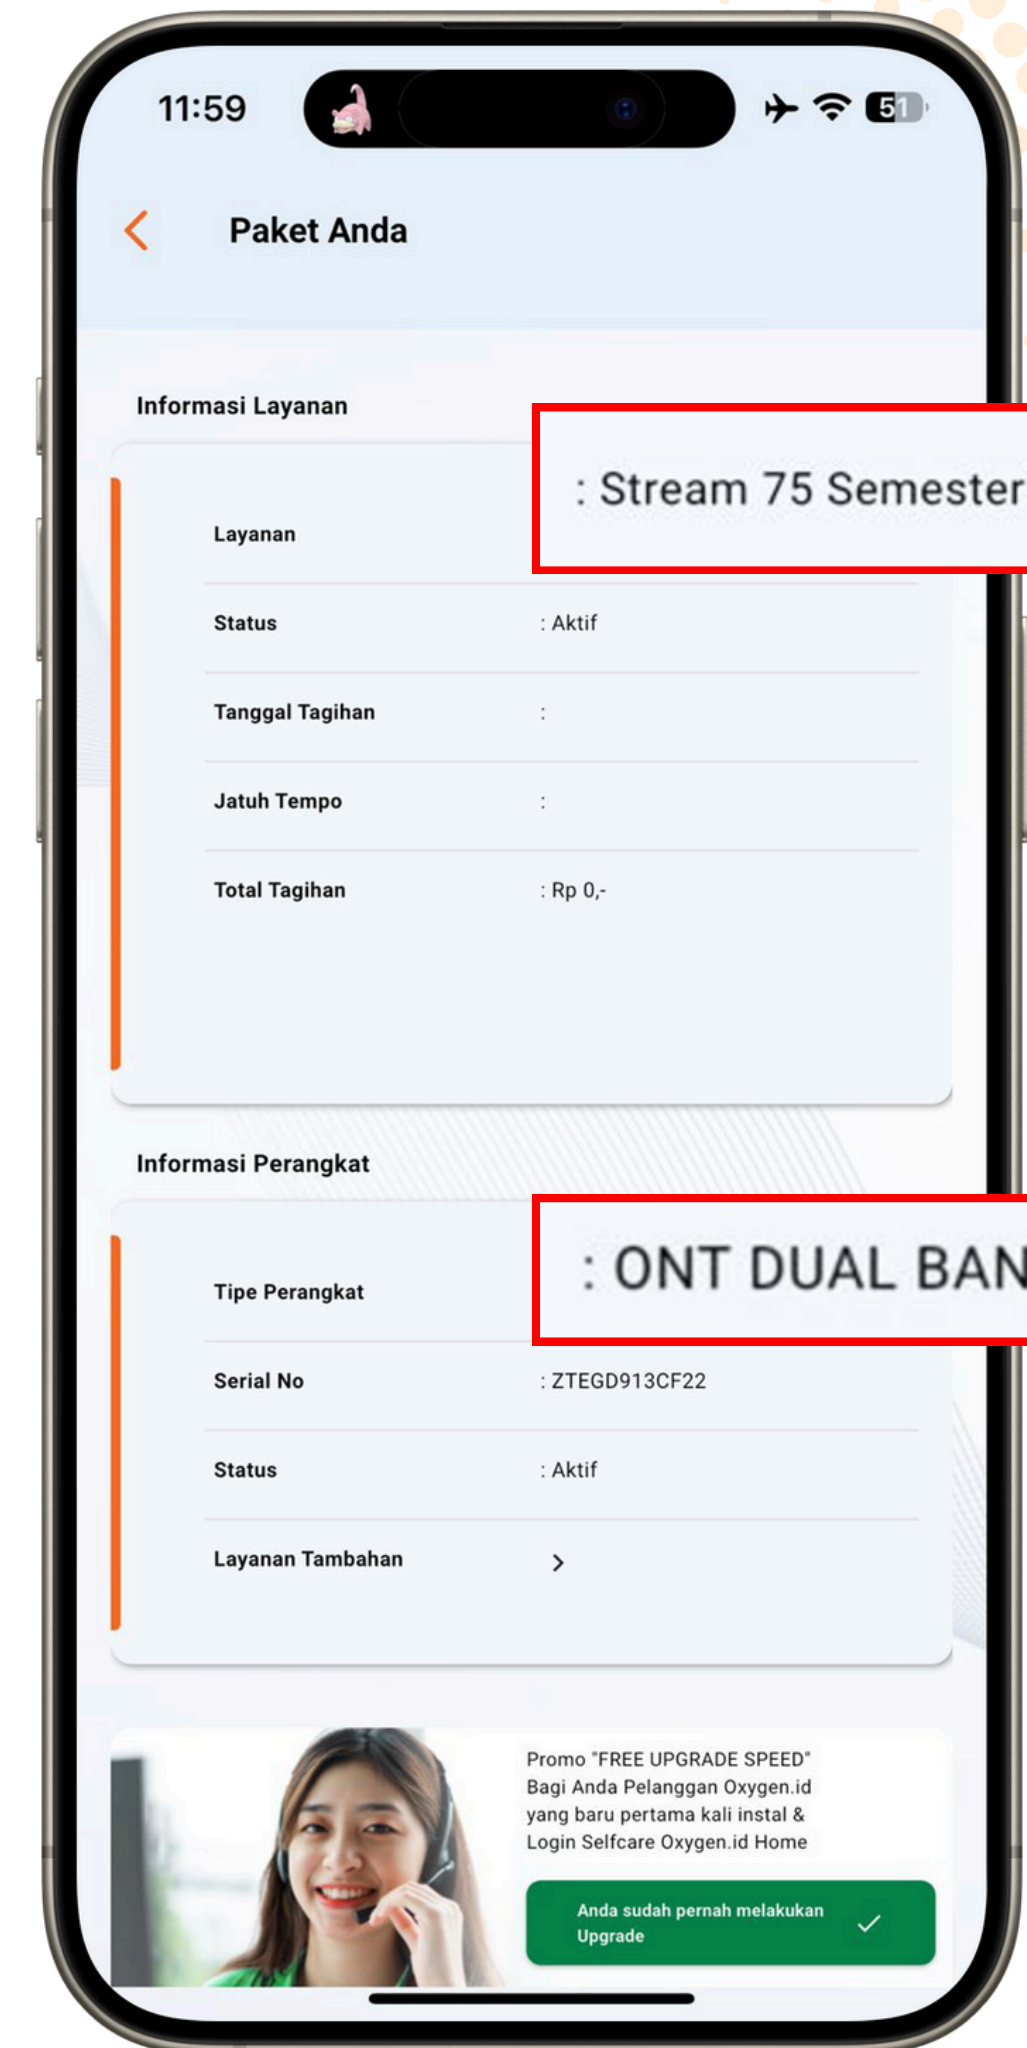 11:59
51
Paket Anda
Informasi Layanan
Layanan : Stream 75 Semester
Status : Aktif
Tanggal Tagihan :
Jatuh Tempo :
Total Tagihan : Rp 0,-
Informasi Perangkat
Tipe Perangkat : ONT DUAL BAN
Serial No : ZTEGD913CF22
Status : Aktif
Layanan Tambahan >
Promo "FREE UPGRADE SPEED"
Bagi Anda Pelanggan Oxygen.id
yang baru pertama kali instal &
Login Selfcare Oxygen.id Home
Anda sudah pernah melakukan
Upgrade